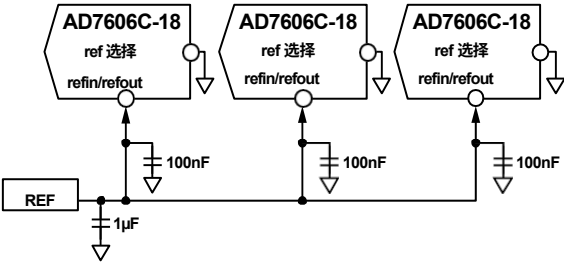 AD7606C-18
ref 选择
refin/refout
AD7606C-18
ref 选择
refin/refout
AD7606C-18
ref 选择
refin/refout
100nF
100nF
100nF
REF
1µF